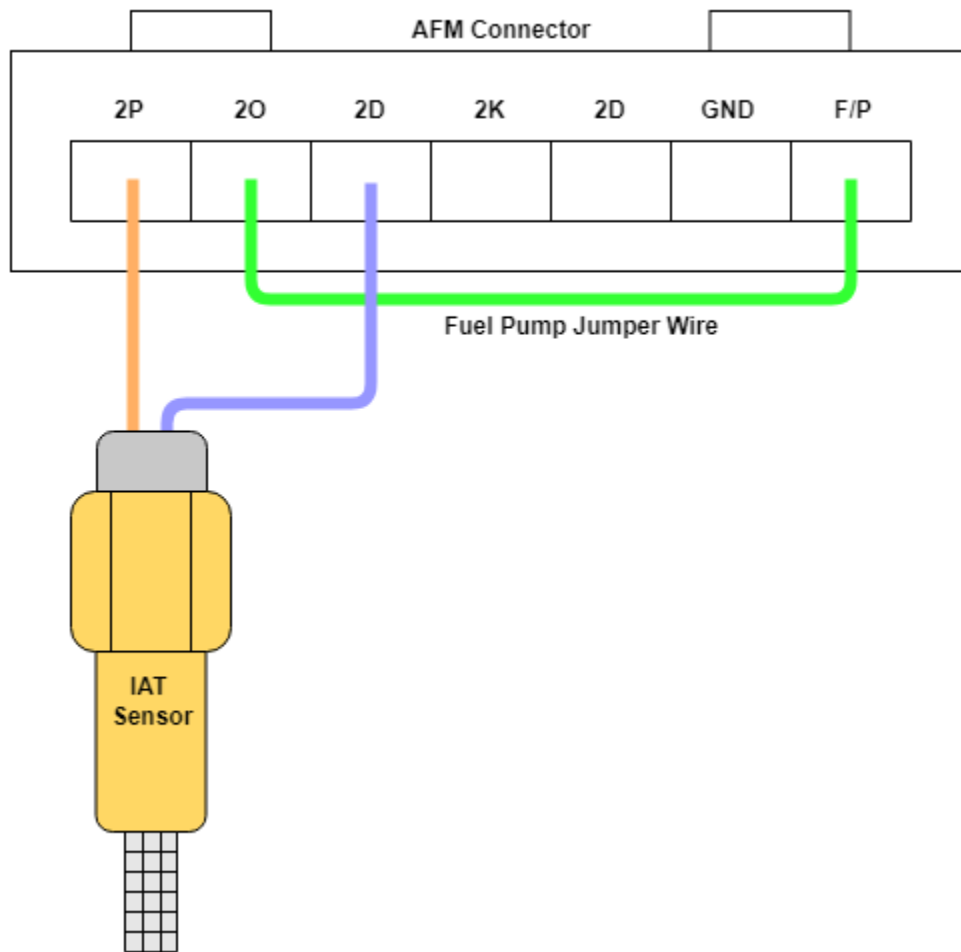 AFM Connector
2P 2O 2D 2K 2D GND F/P
Fuel Pump Jumper Wire
IAT
Sensor